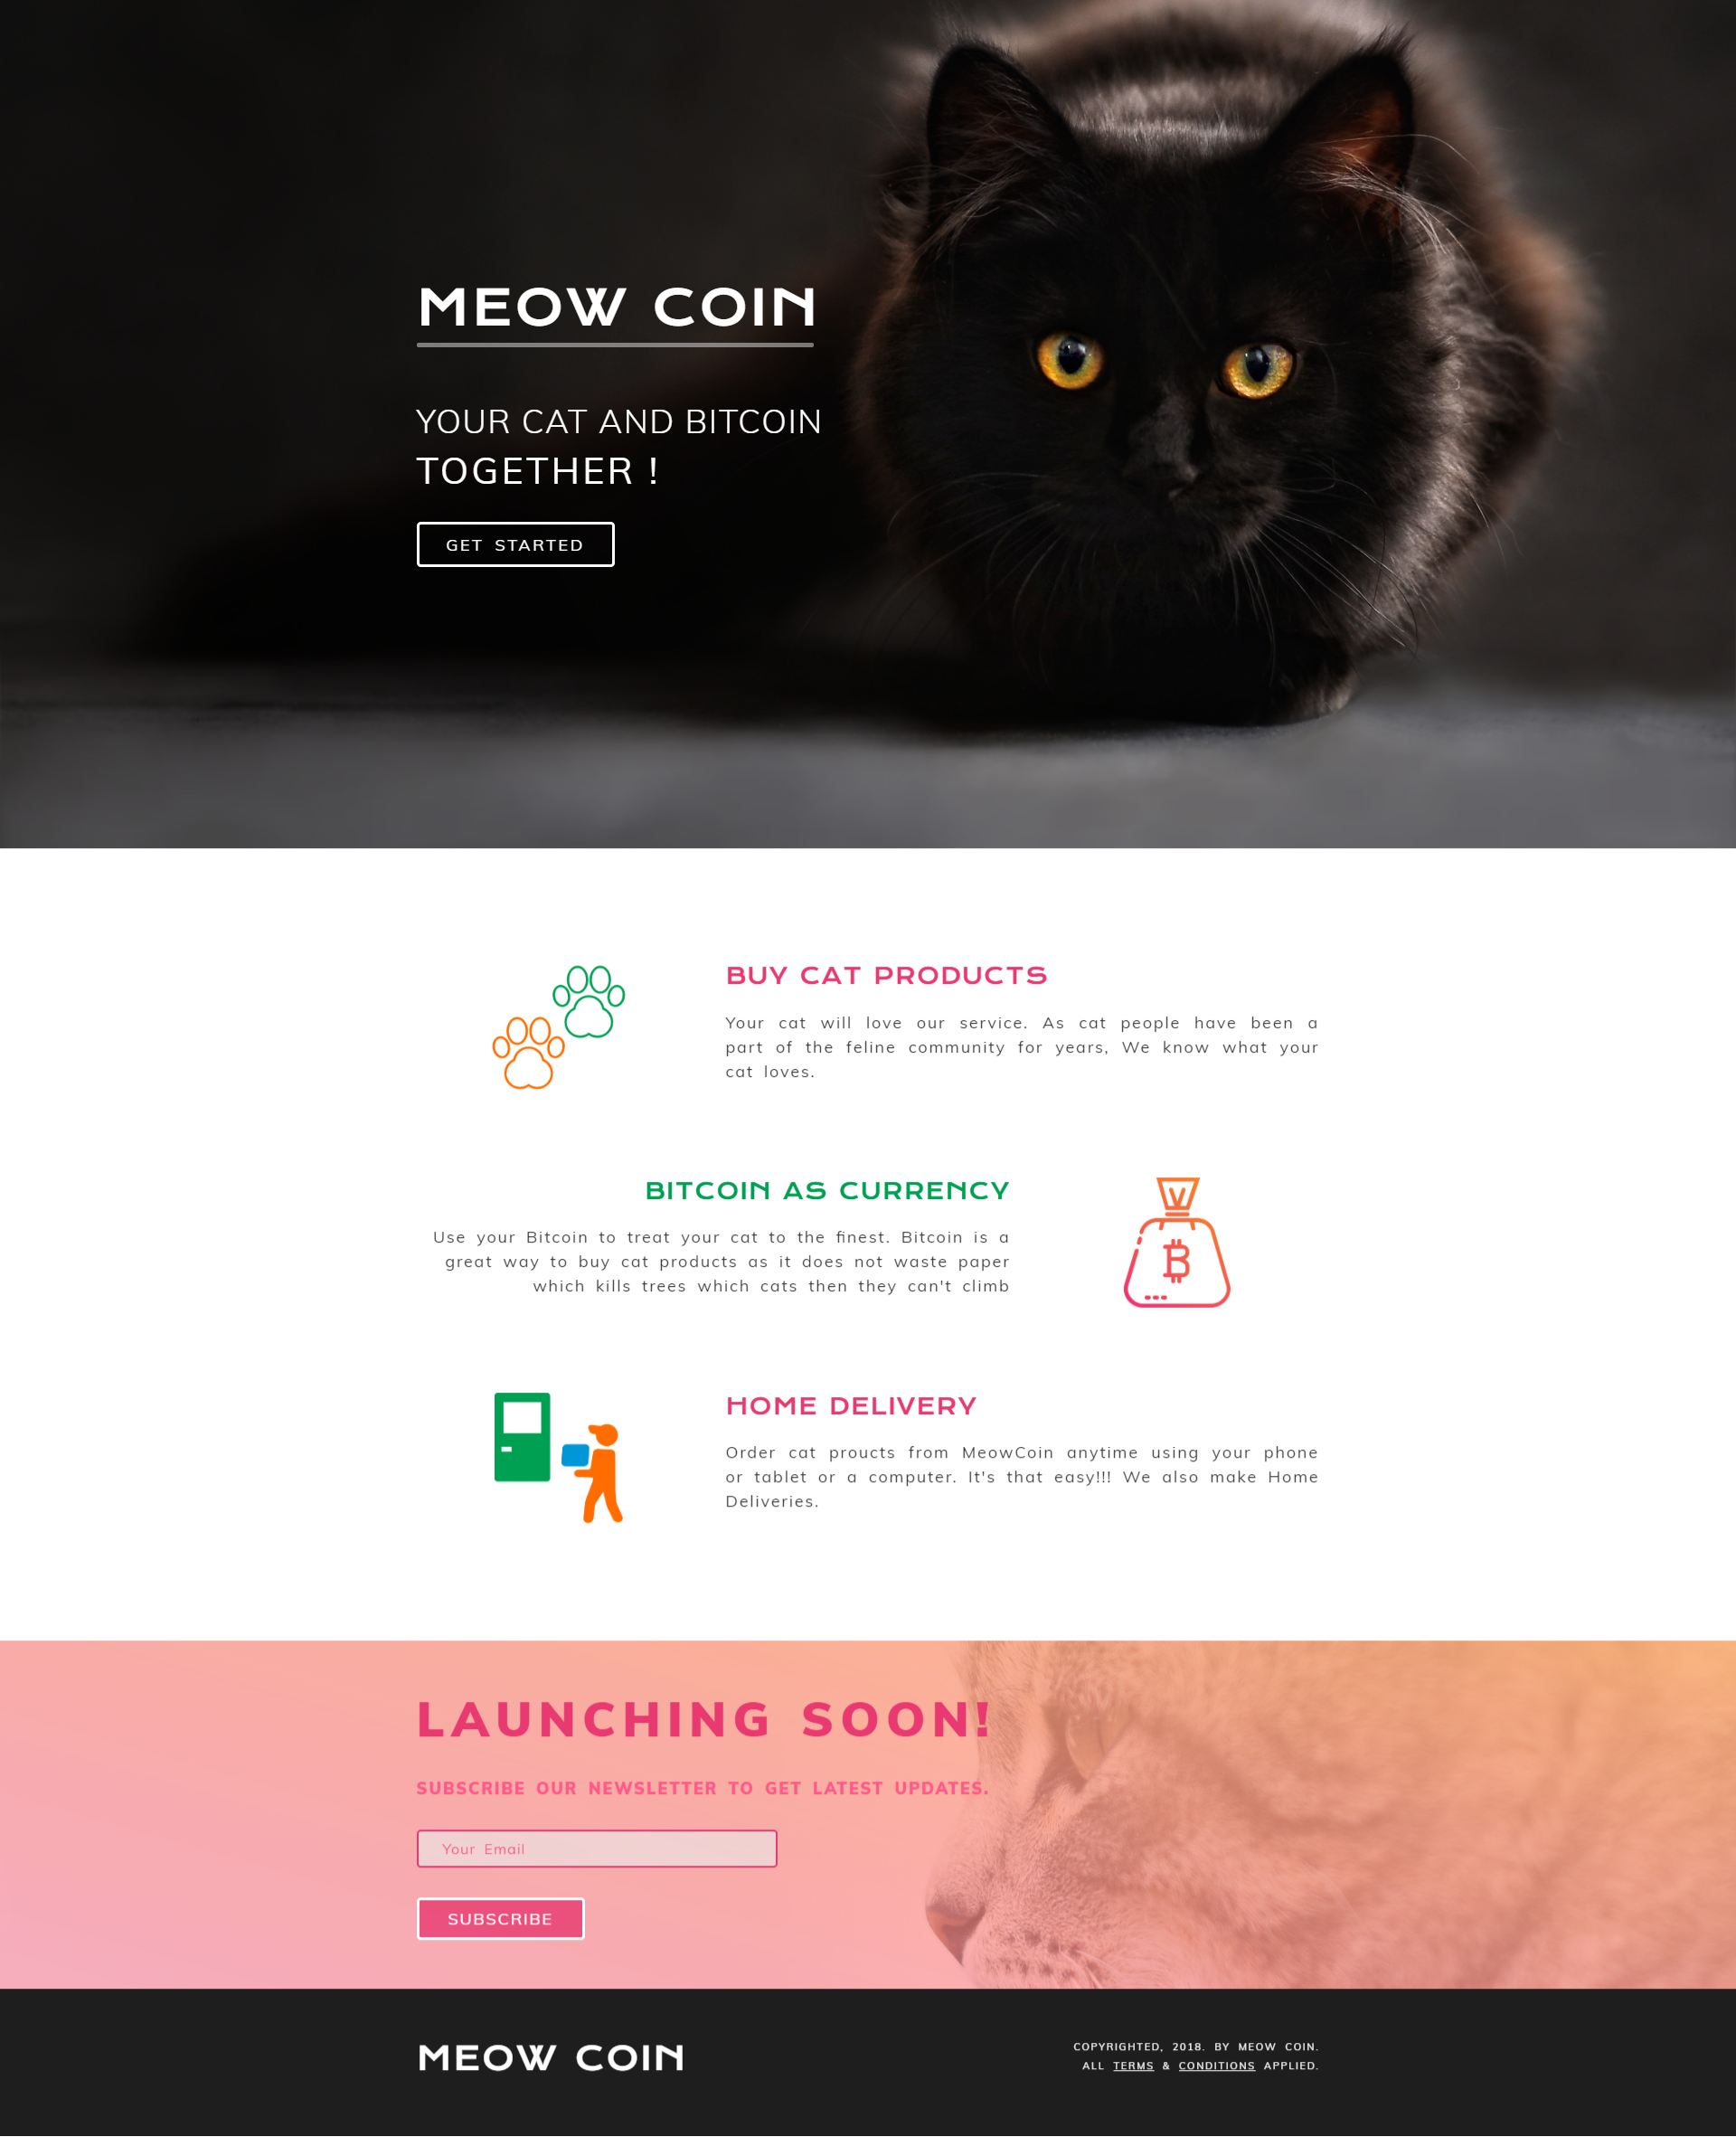 MEOW COIN
YOUR CAT AND BITCOIN
TOGETHER !
GET STARTED
BUY CAT PRODUCTS
Your cat will love our service. As cat people have been a
part of the feline community for years, We know what your
cat loves.
BITCOIN AS CURRENCY
Use your Bitcoin to treat your cat to the finest. Bitcoin is a
great way to buy cat products as it does not waste paper
which kills trees which cats then they can't climb
HOME DELIVERY
Order cat proucts from MeowCoin anytime using your phone
or tablet or a computer. It's that easy!!! We also make Home
Deliveries.
LAUNCHING SOON!
SUBSCRIBE OUR NEWSLETTER TO GET LATEST UPDATES.
Your Email
SUBSCRIBE
MEOW COIN
COPYRIGHTED, 2018. BY MEOW COIN.
ALL TERMS & CONDITIONS APPLIED.